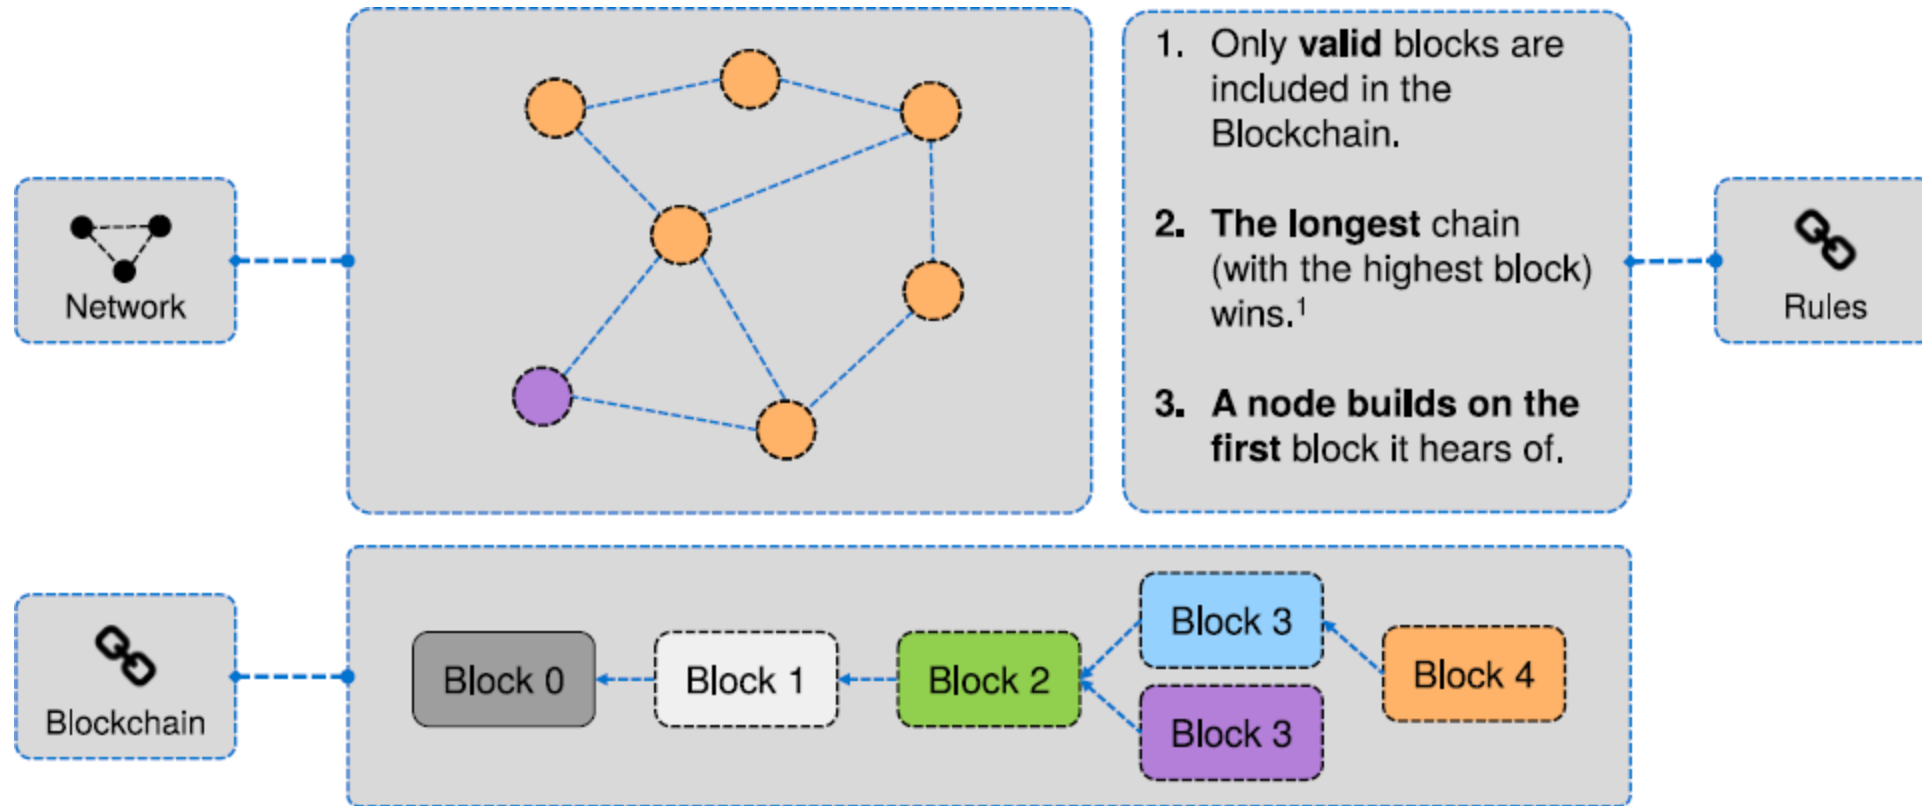 Network
1. Only valid blocks are
included in the
Blockchain.
2. The longest chain
(with the highest block)
wins.¹
3. A node builds on the
first block it hears of.
Rules
Blockchain
Block 0
Block 1
Block 2
Block 3
Block 3
Block 4